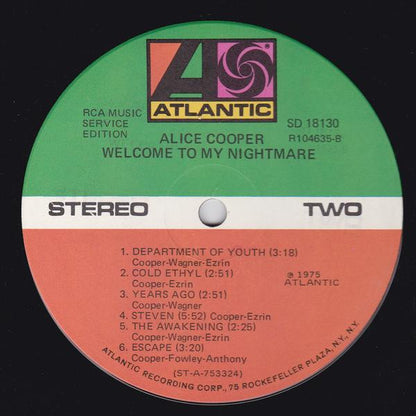 ATLANTIC
RCA MUSIC
SERVICE
EDITION
SD 18130
R104635-B
ALICE COOPER
WELCOME TO MY NIGHTMARE
STEREO
TWO
1. DEPARTMENT OF YOUTH (3:18)
Cooper-Wagner-Ezrin
2. COLD ETHYL (2:51)
Cooper-Ezrin
3. YEARS AGO (2:51)
Cooper-Wagner
4. STEVEN (5:52) Cooper-Ezrin
5. THE AWAKENING (2:25)
Cooper-Wagner-Ezrin
6. ESCAPE (3:20)
Cooper-Fowley-Anthony
℗ 1975
ATLANTIC
(ST-A-753324)
ATLANTIC RECORDING CORP., 75 ROCKEFELLER PLAZA, N.Y., N.Y.